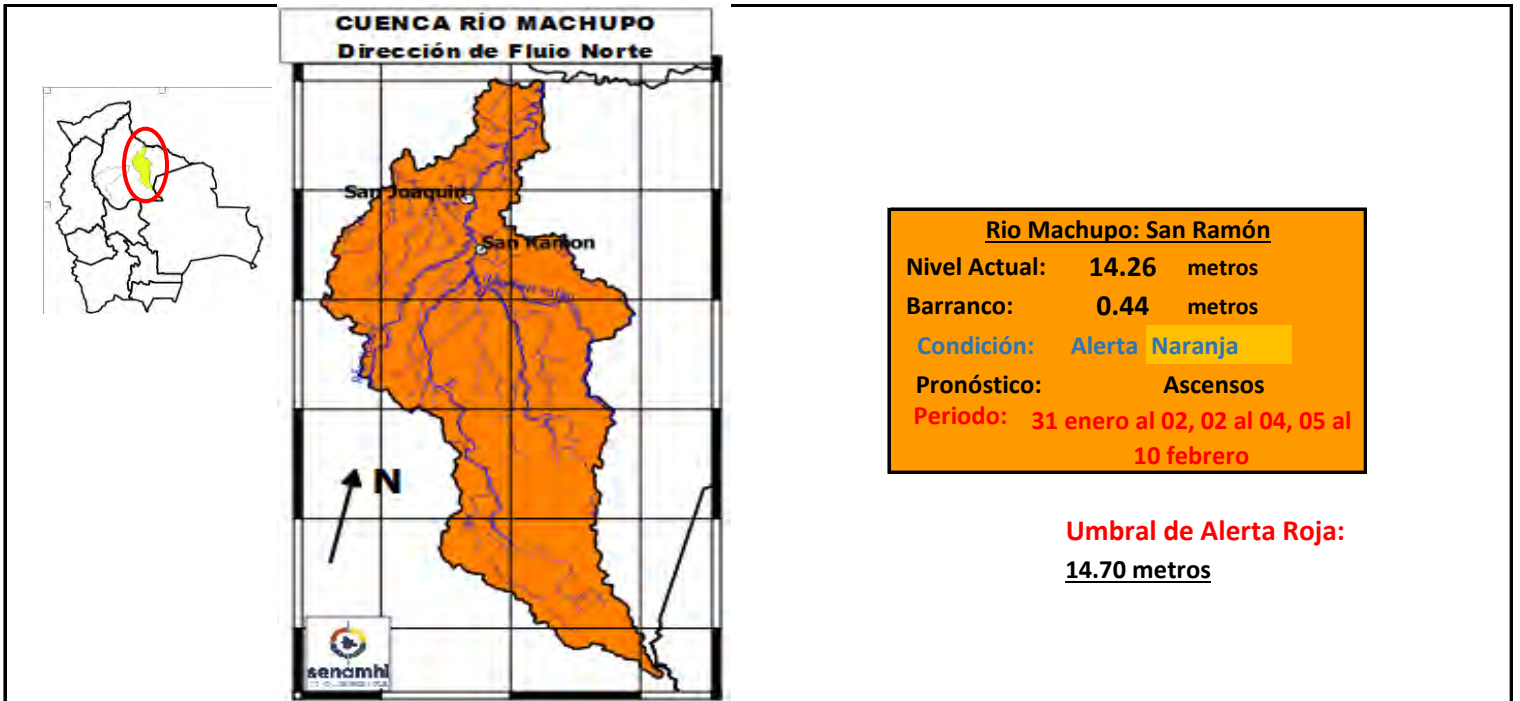 CUENCA RÍO MACHUPO
Dirección de Flujo Norte
San Joaquin
San Ramon
N
senamhi
Rio Machupo: San Ramón
Nivel Actual: 14.26 metros
Barranco: 0.44 metros
Condición: Alerta Naranja
Pronóstico: Ascensos
Periodo: 31 enero al 02, 02 al 04, 05 al
10 febrero
Umbral de Alerta Roja:
14.70 metros